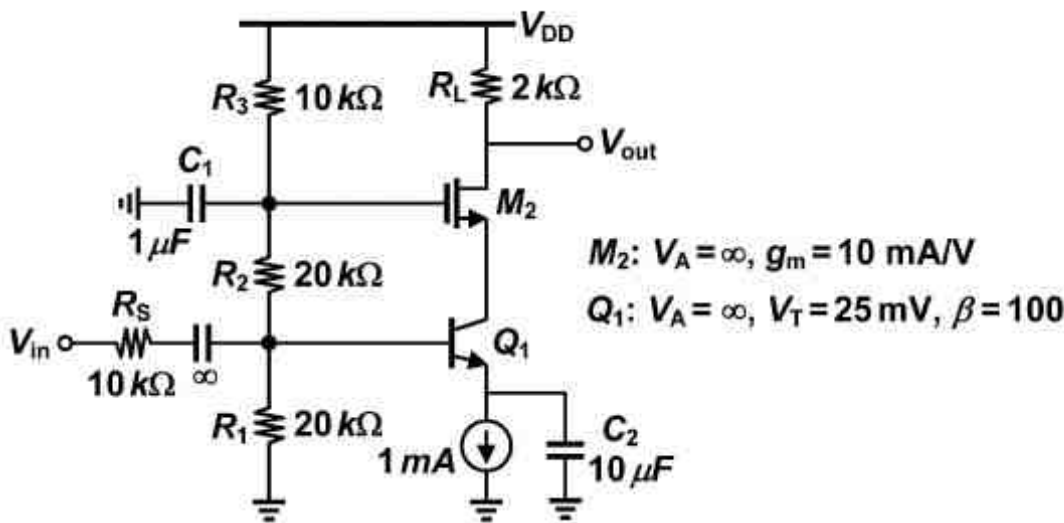 V_DD
R_3 10 kΩ
R_L 2 kΩ
V_out
C_1
1 μF
M_2
R_2 20 kΩ
M_2: V_A = ∞, g_m = 10 mA/V
Q_1: V_A = ∞, V_T = 25 mV, β = 100
R_S
V_in
10 kΩ
∞
Q_1
R_1 20 kΩ
1 mA
C_2
10 μF